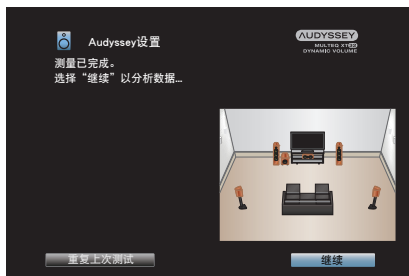 Audyssey设置
AUDYSSEY
MULTEQ XT32
DYNAMIC VOLUME
测量已完成。
选择“继续”以分析数据...
重复上次测试
继续